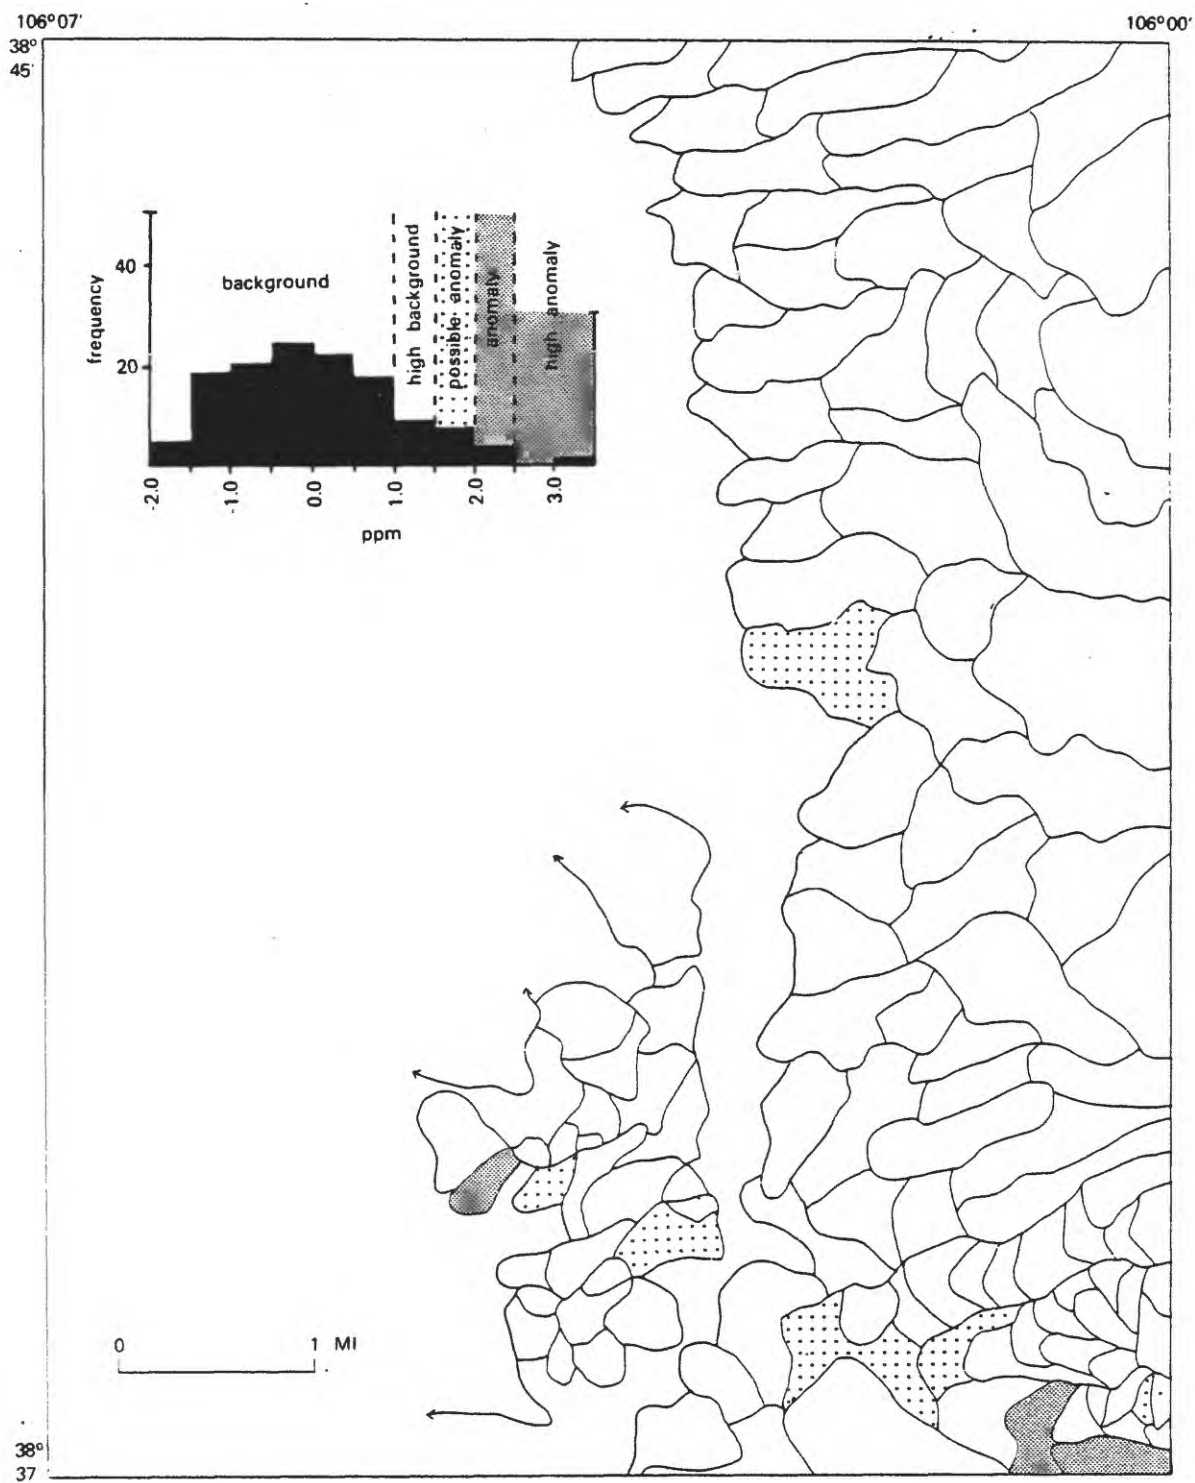 106°07'
106°00'
38°
45'
frequency
40
20
background
high background
possible anomaly
anomaly
high anomaly
-2.0
-1.0
0.0
1.0
2.0
3.0
ppm
0
1 MI
38°
37